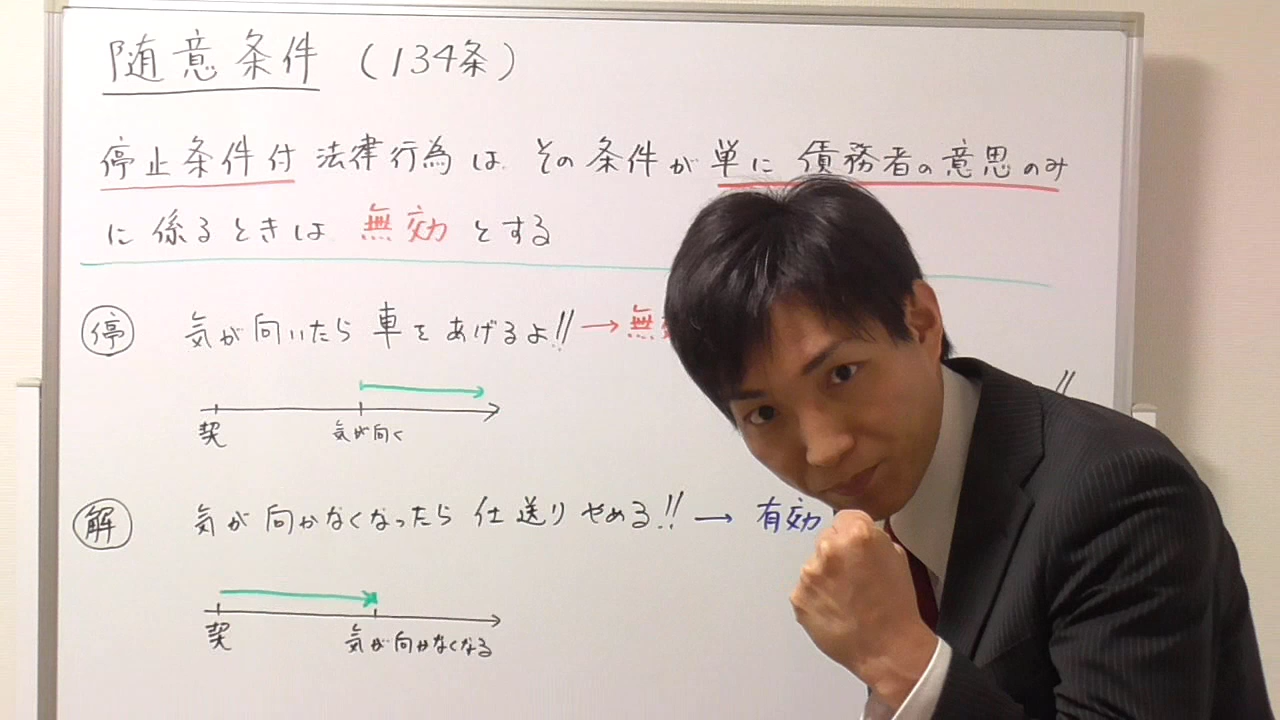 随意条件 (134条)
停止条件付法律行為は、その条件が単に債務者の意思のみ
に係るときは 無効 とする
停 気が向いたら車をあげるよ!! → 無効
!!
契 気が向く
解 気が向かなくなったら仕送りやめる!! → 有効
契 気が向かなくなる